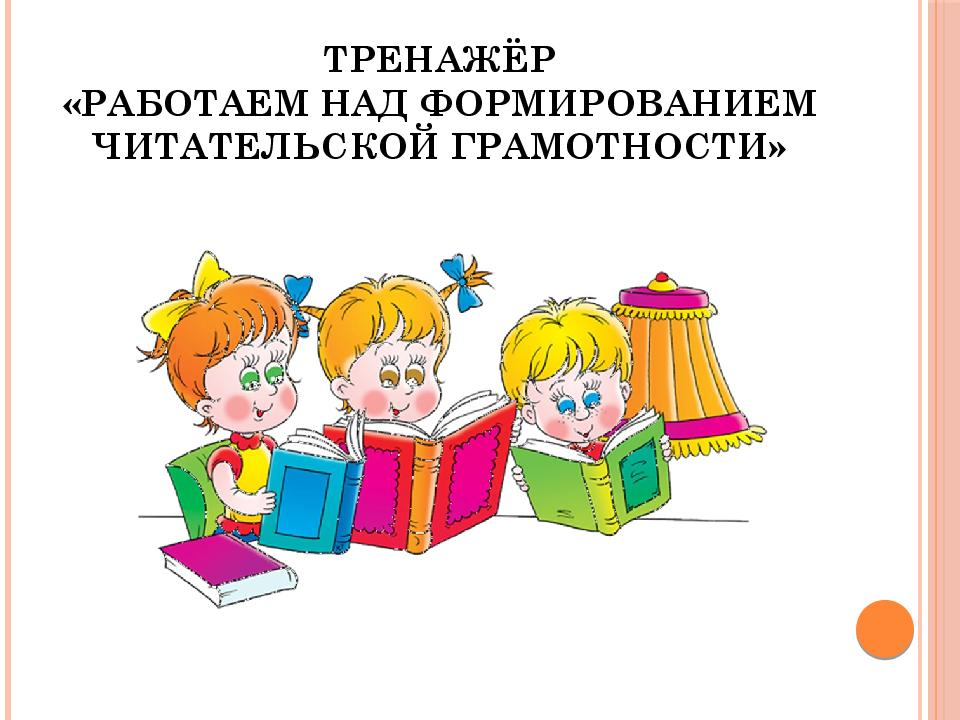 ТРЕНАЖЁР
«РАБОТАЕМ НАД ФОРМИРОВАНИЕМ
ЧИТАТЕЛЬСКОЙ ГРАМОТНОСТИ»